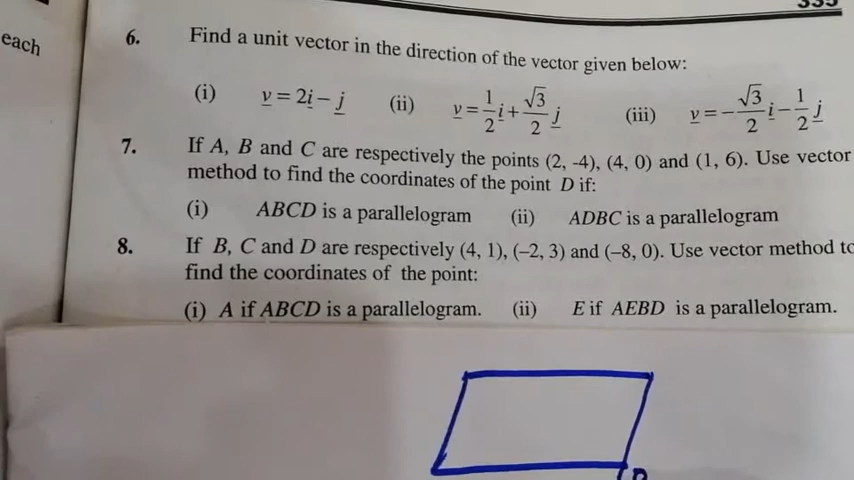 335
each
6. Find a unit vector in the direction of the vector given below:
(i) v = 2i – j (ii) v = 1/2 i + √3/2 j (iii) v = –√3/2 i – 1/2 j
7. If A, B and C are respectively the points (2, -4), (4, 0) and (1, 6). Use vector
method to find the coordinates of the point D if:
(i) ABCD is a parallelogram (ii) ADBC is a parallelogram
8. If B, C and D are respectively (4, 1), (–2, 3) and (–8, 0). Use vector method to
find the coordinates of the point:
(i) A if ABCD is a parallelogram. (ii) E if AEBD is a parallelogram.